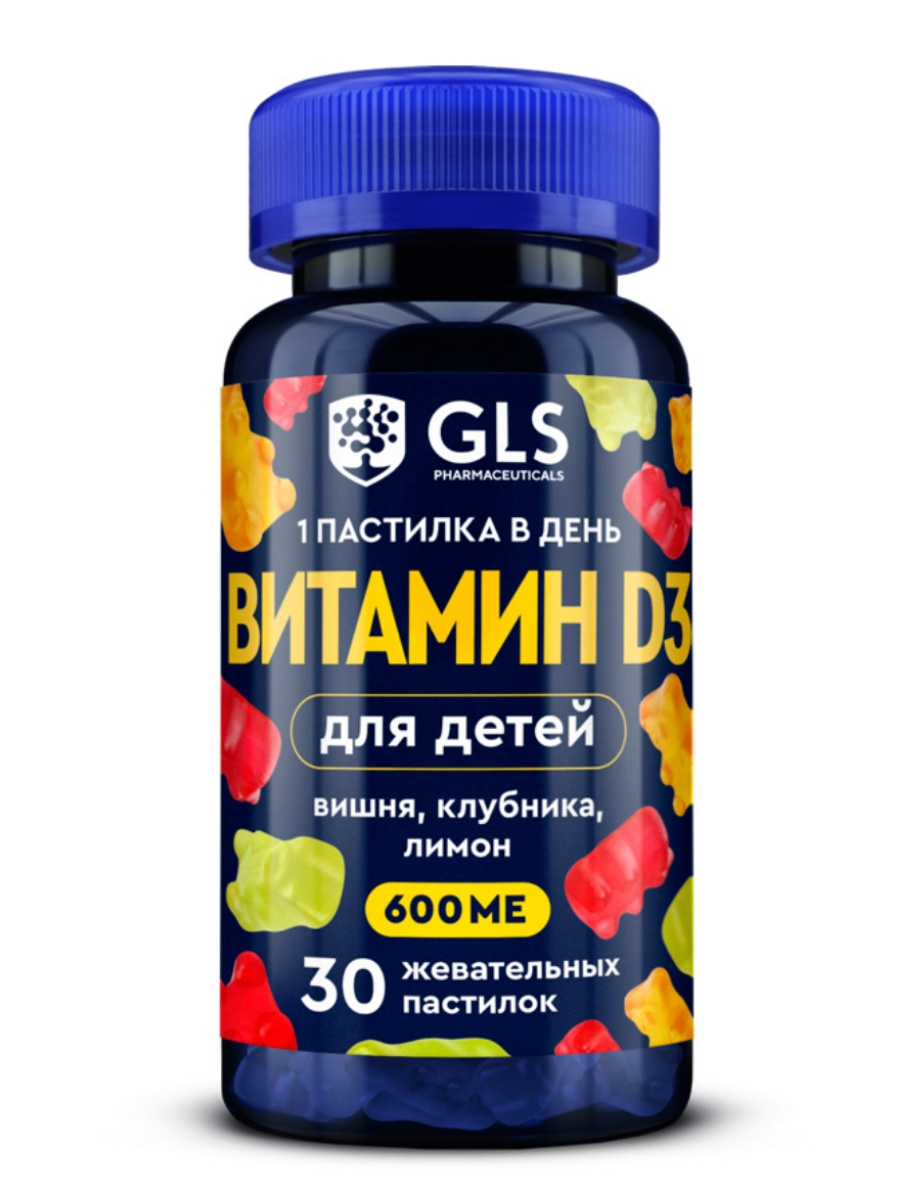 GLS
PHARMACEUTICALS
1 ПАСТИЛКА В ДЕНЬ
ВИТАМИН D3
для детей
вишня, клубника,
лимон
600 МЕ
30 жевательных
пастилок